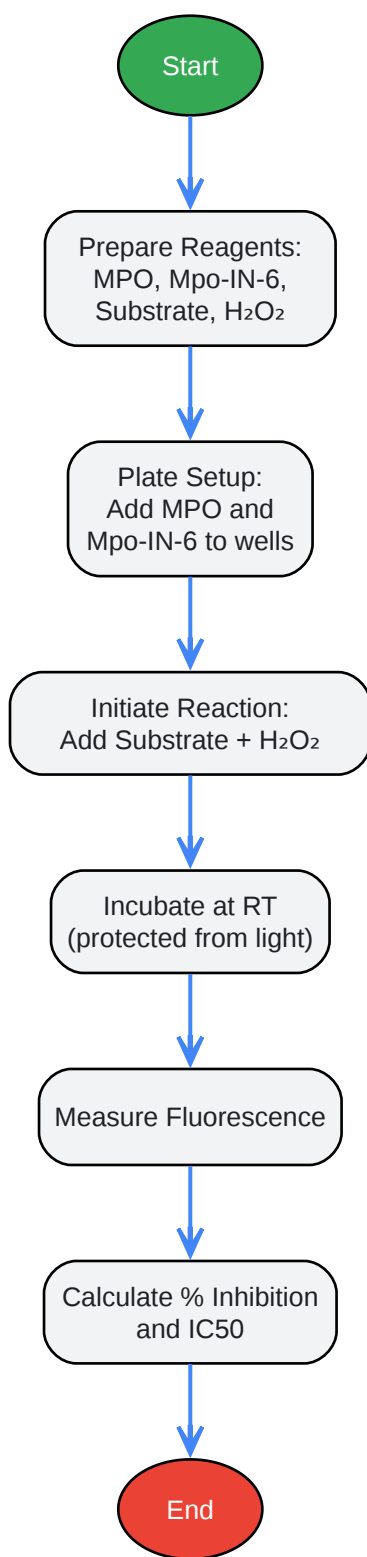 Start
Prepare Reagents:
MPO, Mpo-IN-6,
Substrate, H₂O₂
Plate Setup:
Add MPO and
Mpo-IN-6 to wells
Initiate Reaction:
Add Substrate + H₂O₂
Incubate at RT
(protected from light)
Measure Fluorescence
Calculate % Inhibition
and IC50
End